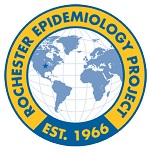 ROCHESTER EPIDEMIOLOGY PROJECT
EST. 1966